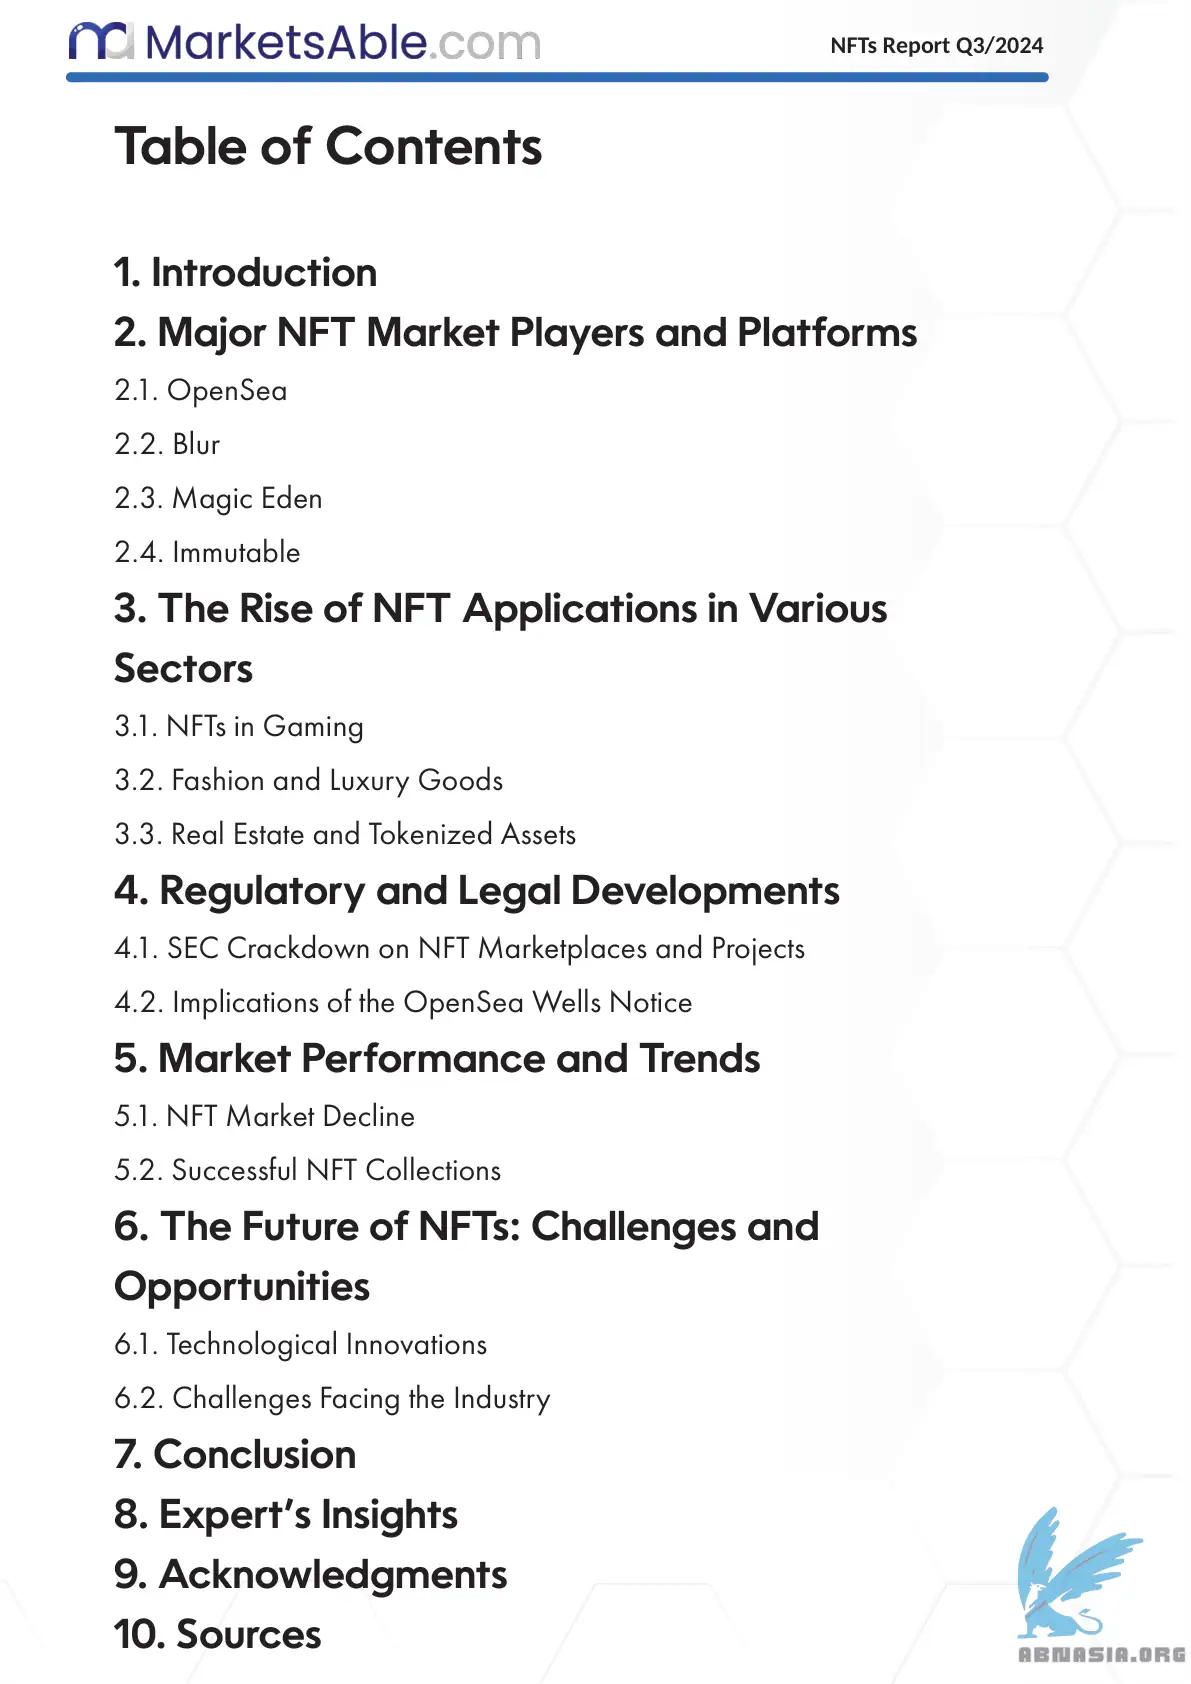 MarketsAble.com
NFTs Report Q3/2024
Table of Contents
1. Introduction
2. Major NFT Market Players and Platforms
2.1. OpenSea
2.2. Blur
2.3. Magic Eden
2.4. Immutable
3. The Rise of NFT Applications in Various
Sectors
3.1. NFTs in Gaming
3.2. Fashion and Luxury Goods
3.3. Real Estate and Tokenized Assets
4. Regulatory and Legal Developments
4.1. SEC Crackdown on NFT Marketplaces and Projects
4.2. Implications of the OpenSea Wells Notice
5. Market Performance and Trends
5.1. NFT Market Decline
5.2. Successful NFT Collections
6. The Future of NFTs: Challenges and
Opportunities
6.1. Technological Innovations
6.2. Challenges Facing the Industry
7. Conclusion
8. Expert’s Insights
9. Acknowledgments
10. Sources
ABNASIA.ORG